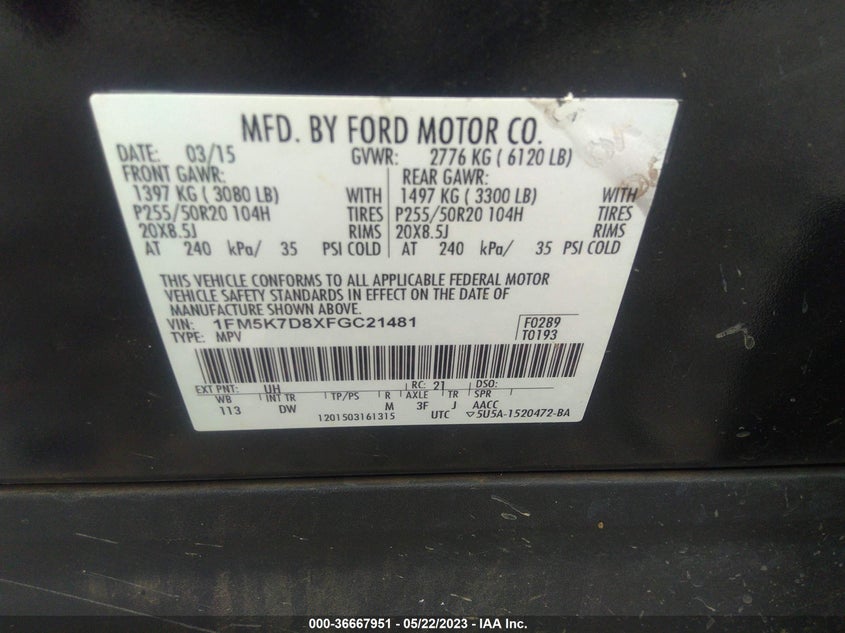 MFD. BY FORD MOTOR CO.
DATE: 03/15 GVWR: 2776 KG ( 6120 LB)
FRONT GAWR: REAR GAWR:
1397 KG ( 3080 LB) WITH 1497 KG ( 3300 LB) WITH
P255/50R20 104H TIRES P255/50R20 104H TIRES
20X8.5J RIMS 20X8.5J RIMS
AT 240 kPa/ 35 PSI COLD AT 240 kPa/ 35 PSI COLD
THIS VEHICLE CONFORMS TO ALL APPLICABLE FEDERAL MOTOR
VEHICLE SAFETY STANDARDS IN EFFECT ON THE DATE OF
MANUFACTURE SHOWN ABOVE.
VIN: 1FM5K7D8XFGC21481 F0289
TYPE: MPV T0193
EXT PNT: UH RC: 21 DSO:
WB INT TR TP/PS R AXLE TR SPR
113 DW M 3F J AACC
1201503161315 UTC ▽5U5A-1520472-BA
000-36667951 - 05/22/2023 - IAA Inc.